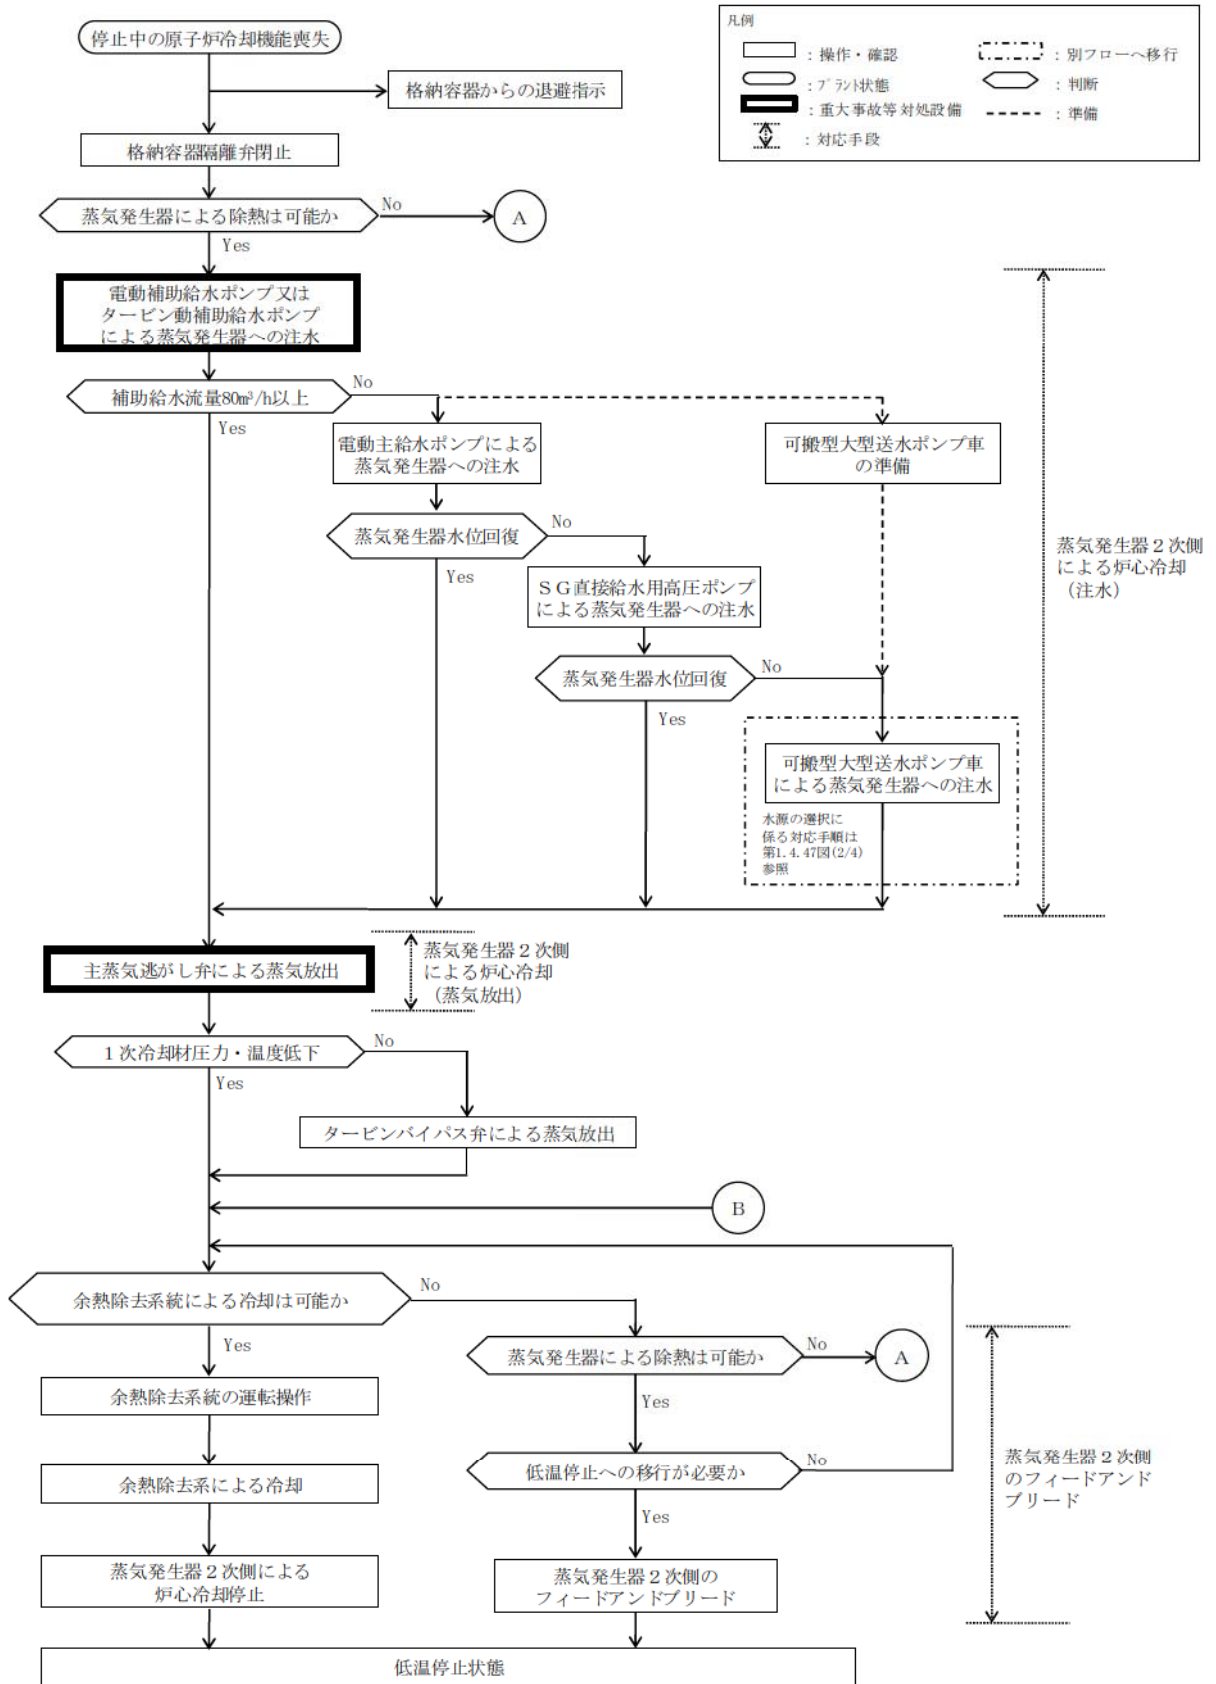 停止中の原子炉冷却機能喪失
凡例
：操作・確認
：プラント状態
：重大事故等対処設備
：対応手段
：別フローへ移行
：判断
：準備
格納容器からの退避指示
格納容器隔離弁閉止
蒸気発生器による除熱は可能か
No
A
Yes
電動補助給水ポンプ又は
タービン動補助給水ポンプ
による蒸気発生器への注水
補助給水流量80m³/h以上
No
Yes
電動主給水ポンプによる
蒸気発生器への注水
可搬型大型送水ポンプ車
の準備
蒸気発生器水位回復
No
Yes
ＳＧ直接給水用高圧ポンプ
による蒸気発生器への注水
蒸気発生器２次側
による炉心冷却
（注水）
蒸気発生器水位回復
No
Yes
可搬型大型送水ポンプ車
による蒸気発生器への注水
水源の選択に
係る対応手順は
第1.4.47図(2/4)
参照
主蒸気逃がし弁による蒸気放出
蒸気発生器２次側
による炉心冷却
（蒸気放出）
１次冷却材圧力・温度低下
No
Yes
タービンバイパス弁による蒸気放出
B
余熱除去系統による冷却は可能か
No
Yes
蒸気発生器による除熱は可能か
No
A
Yes
余熱除去系統の運転操作
低温停止への移行が必要か
No
Yes
蒸気発生器２次側
のフィードアンド
ブリード
余熱除去系による冷却
蒸気発生器２次側による
炉心冷却停止
蒸気発生器２次側の
フィードアンドブリード
低温停止状態